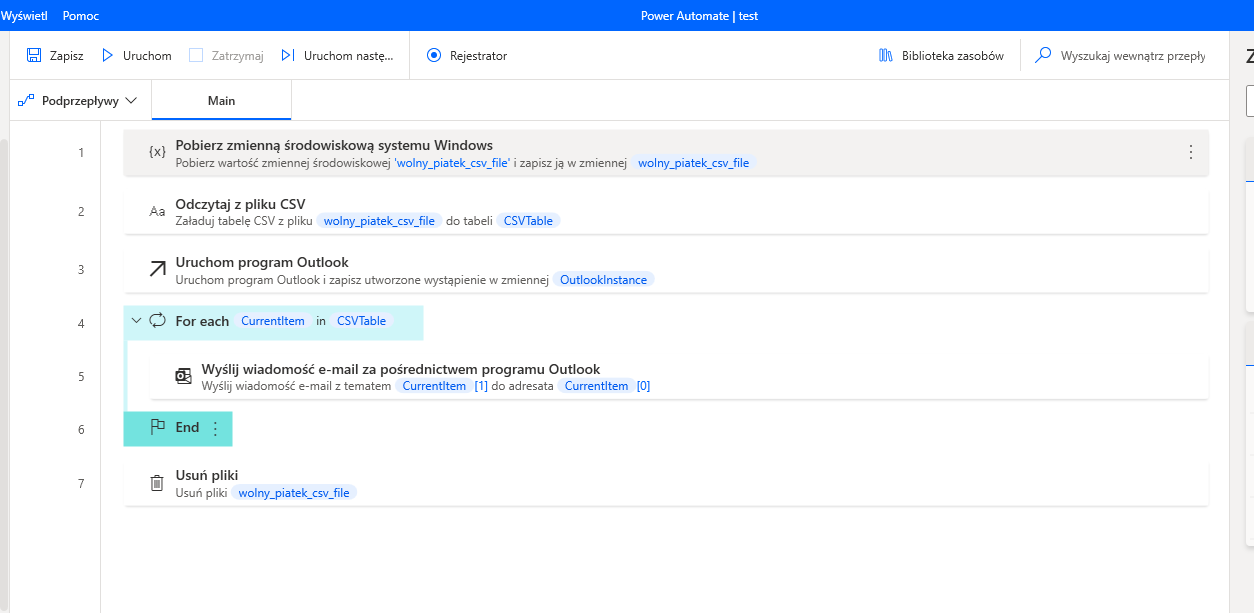 Wyświetl Pomoc Power Automate | test
Zapisz Uruchom Zatrzymaj Uruchom nastę... Rejestrator Biblioteka zasobów Wyszukaj wewnątrz przepły
Podprzepływy Main
1 {x} Pobierz zmienną środowiskową systemu Windows
Pobierz wartość zmiennej środowiskowej 'wolny_piatek_csv_file' i zapisz ją w zmiennej wolny_piatek_csv_file
2 Aa Odczytaj z pliku CSV
Załaduj tabelę CSV z pliku wolny_piatek_csv_file do tabeli CSVTable
3 Uruchom program Outlook
Uruchom program Outlook i zapisz utworzone wystąpienie w zmiennej OutlookInstance
4 For each CurrentItem in CSVTable
5 Wyślij wiadomość e-mail za pośrednictwem programu Outlook
Wyślij wiadomość e-mail z tematem CurrentItem [1] do adresata CurrentItem [0]
6 End
7 Usuń pliki
Usuń pliki wolny_piatek_csv_file